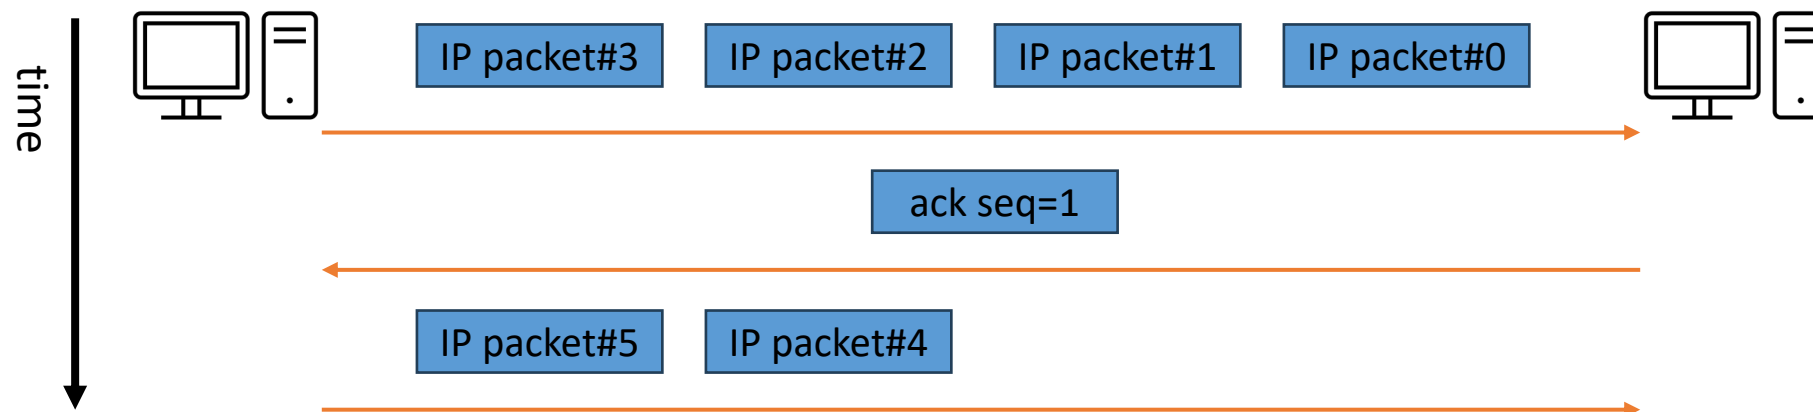 time
IP packet#3
IP packet#2
IP packet#1
IP packet#0
ack seq=1
IP packet#5
IP packet#4